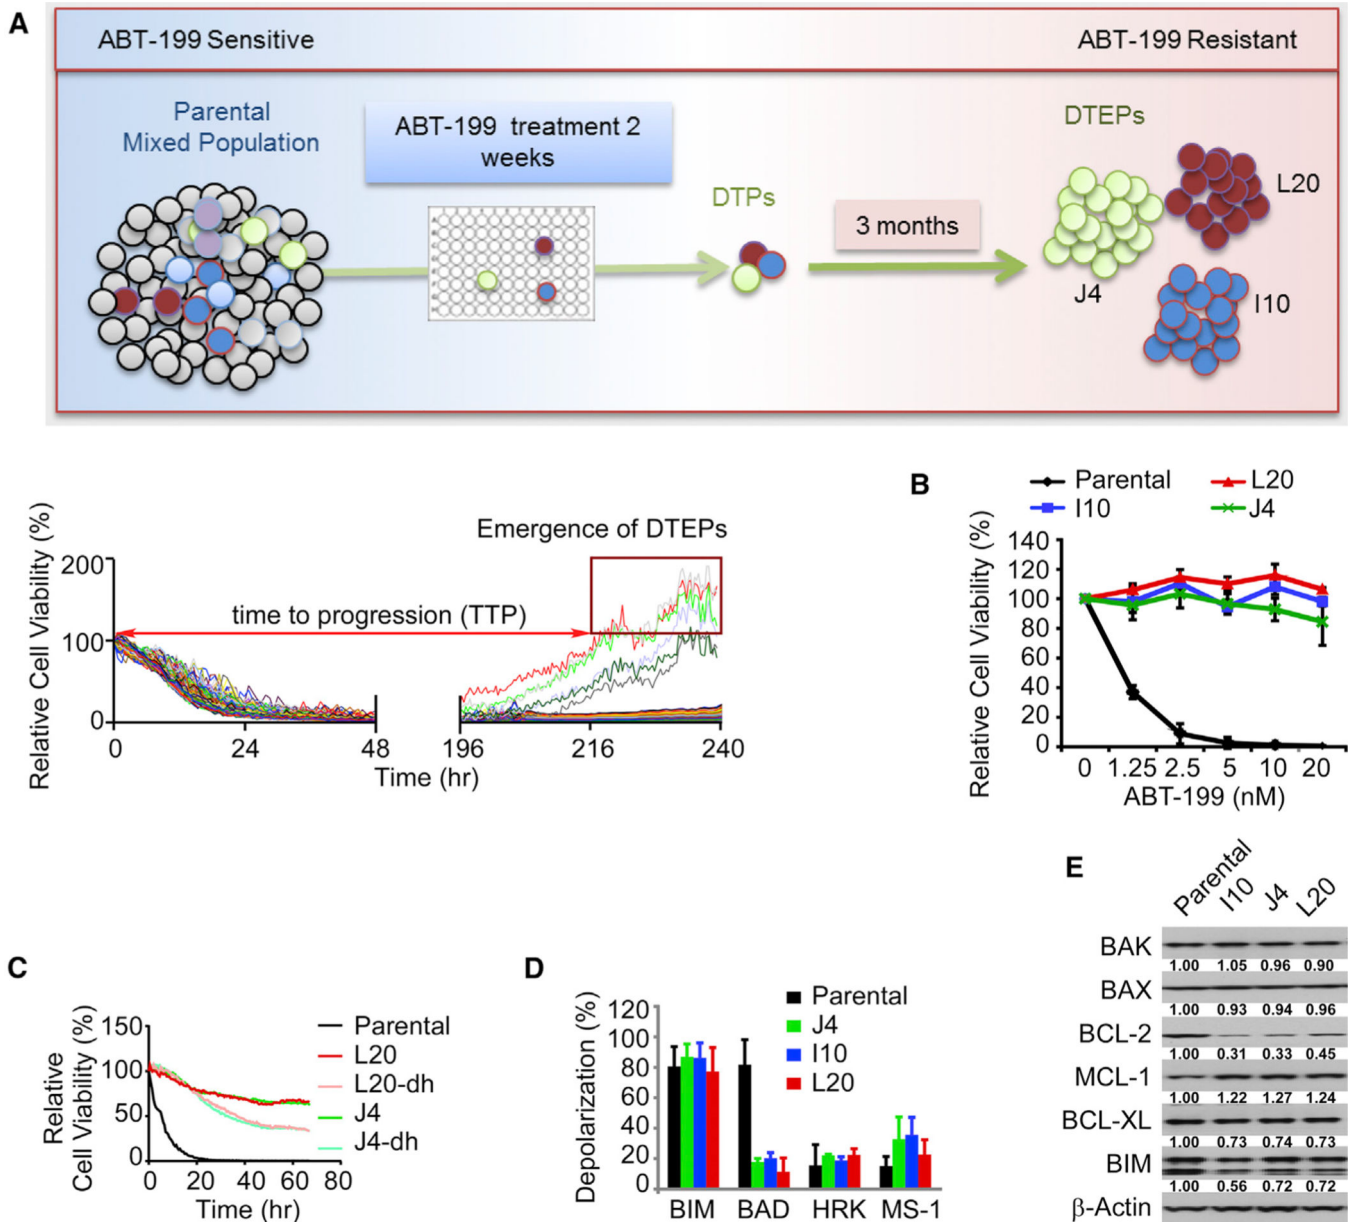 A
ABT-199 Sensitive
ABT-199 Resistant
Parental
Mixed Population
ABT-199 treatment 2
weeks
DTPs
3 months
DTEPs
L20
J4
I10
Relative Cell Viability (%)
200
100
0
Emergence of DTEPs
time to progression (TTP)
0 24 48 196 216 240
Time (hr)
B
Parental L20
I10 J4
Relative Cell Viability (%)
140
120
100
80
60
40
20
0
0 1.25 2.5 5 10 20
ABT-199 (nM)
C
Relative
Cell Viability (%)
150
100
50
0
Parental
L20
L20-dh
J4
J4-dh
0 20 40 60 80
Time (hr)
D
Depolarization (%)
120
100
80
60
40
20
0
Parental
J4
I10
L20
BIM BAD HRK MS-1
E
Parental I10 J4 L20
BAK
1.00 1.05 0.96 0.90
BAX
1.00 0.93 0.94 0.96
BCL-2
1.00 0.31 0.33 0.45
MCL-1
1.00 1.22 1.27 1.24
BCL-XL
1.00 0.73 0.74 0.73
BIM
1.00 0.56 0.72 0.72
β-Actin